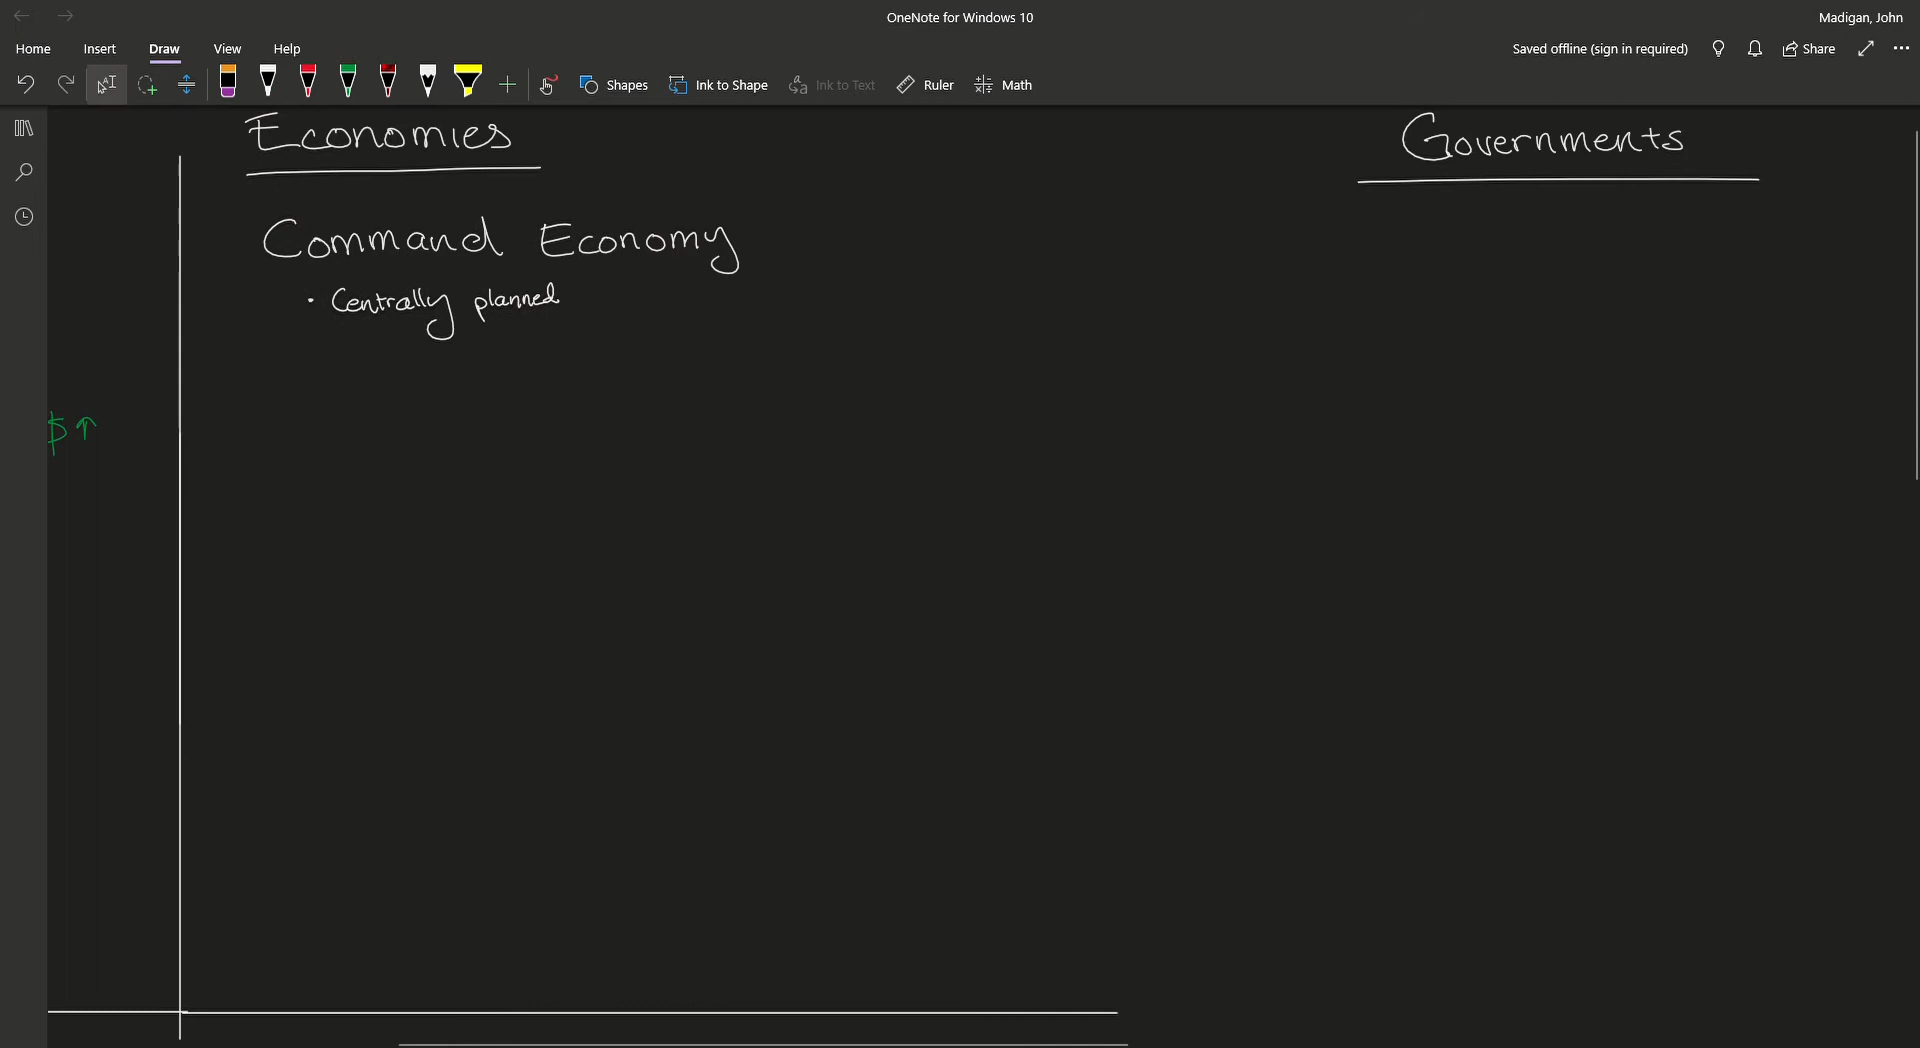 OneNote for Windows 10
Madigan, John
Home Insert Draw View Help
Saved offline (sign in required) Share
Shapes Ink to Shape Ink to Text Ruler Math
Economies
Governments
Command Economy
• Centrally planned
$ ↑